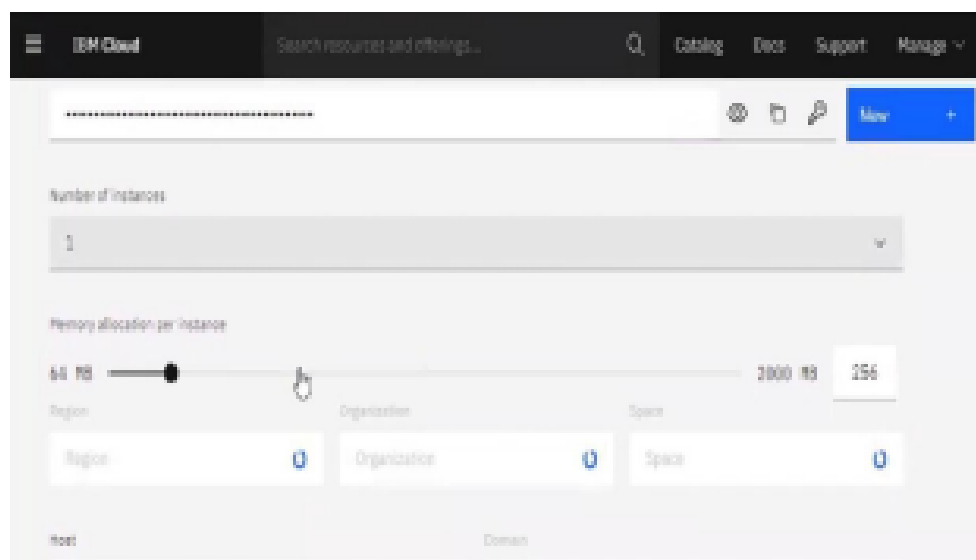 IBM Cloud Search resources and offerings... Catalog Docs Support Manage
New +
Number of instances
1
Memory allocation per instance
64 MB 2000 MB 256
Region Organization Space
Region Organization Space
Host Domain